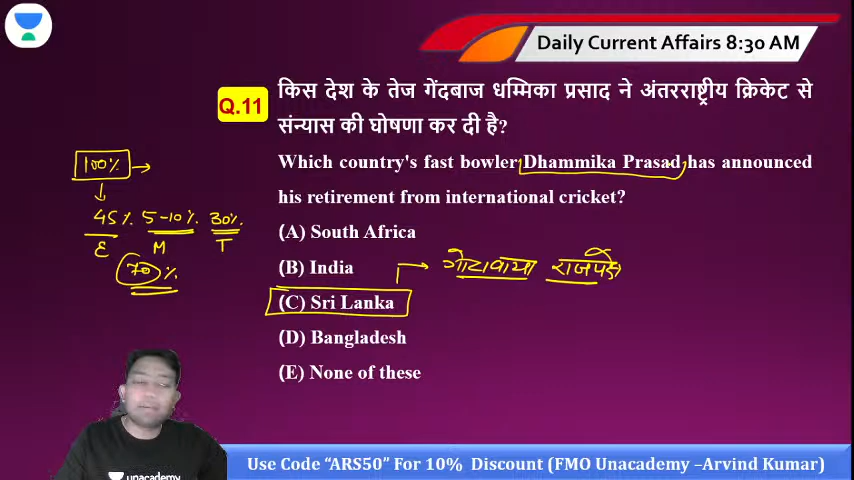 Daily Current Affairs 8:30 AM
Q.11
किस देश के तेज गेंदबाज धम्मिका प्रसाद ने अंतरराष्ट्रीय क्रिकेट से
संन्यास की घोषणा कर दी है?
Which country's fast bowler Dhammika Prasad has announced
his retirement from international cricket?
(A) South Africa
(B) India
(C) Sri Lanka
(D) Bangladesh
(E) None of these
100%
45% 5-10% 30%
E M T
70%
गोटाबाया
unacademy
Use Code “ARS50” For 10% Discount (FMO Unacademy –Arvind Kumar)